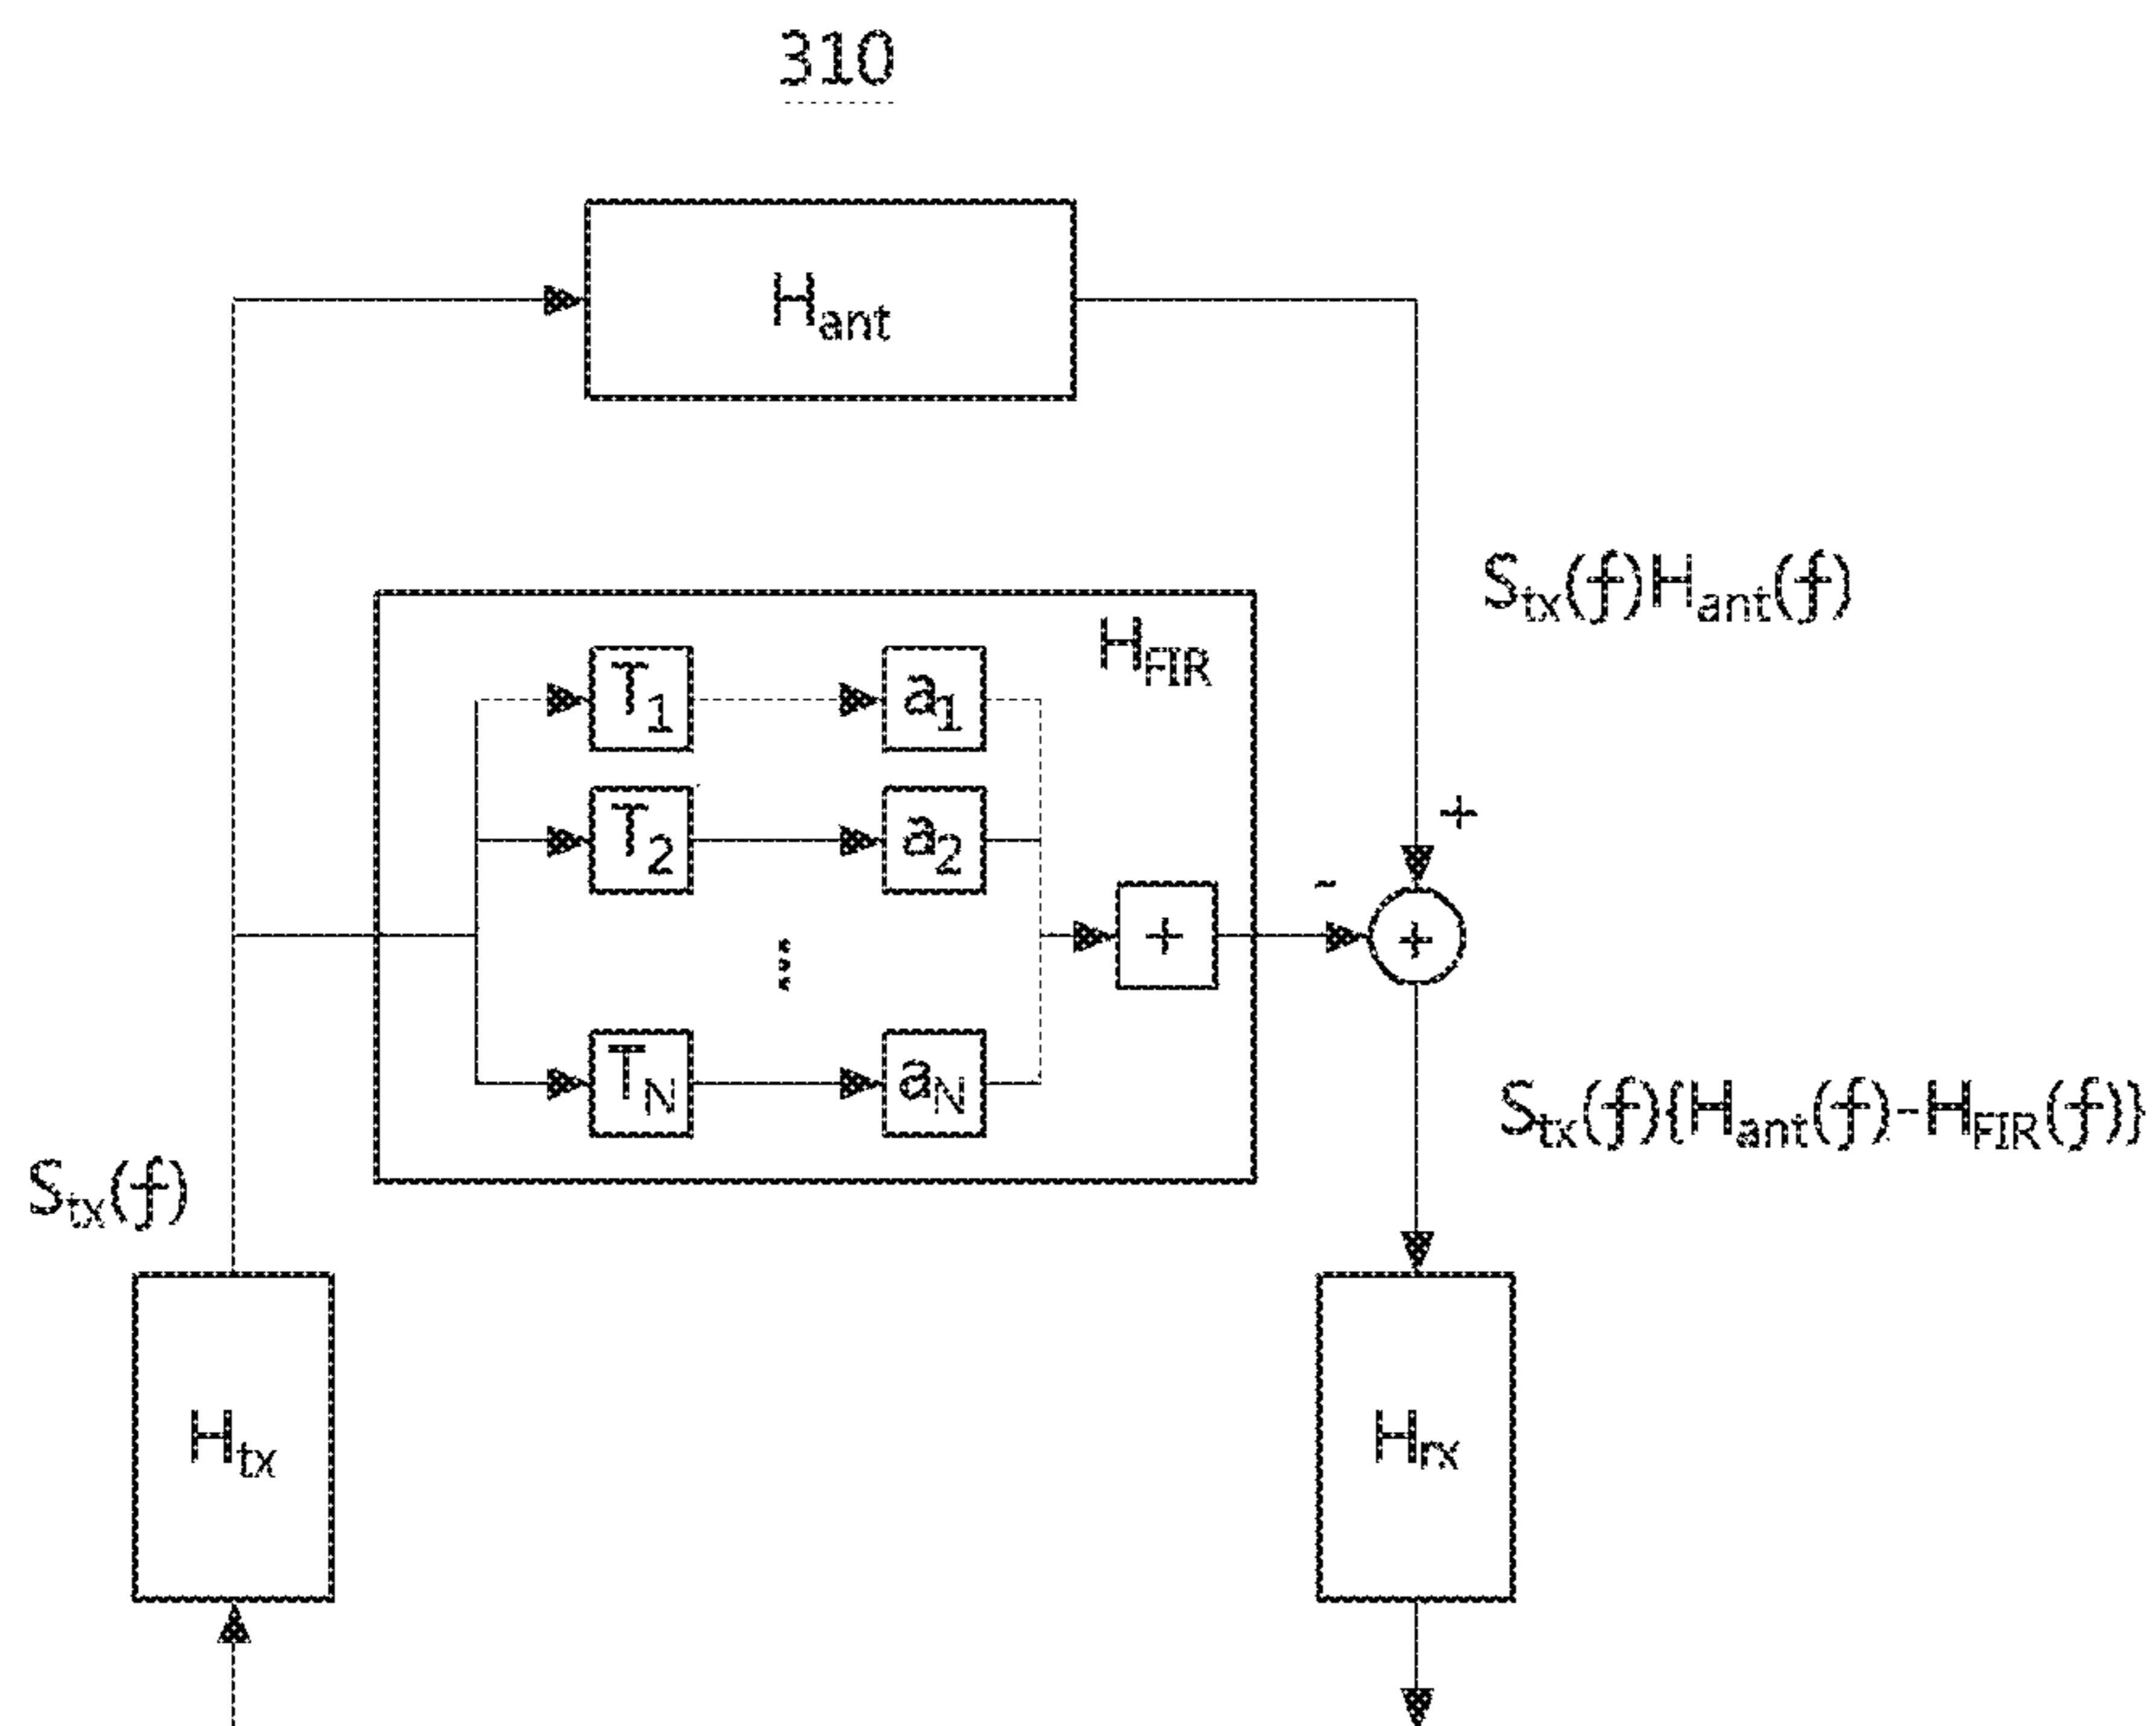 310
H_ant
S_tx(ƒ)H_ant(ƒ)
H_FIR
T_1
a_1
T_2
a_2
+
-
+
+
⋮
T_N
a_N
S_tx(ƒ){H_ant(ƒ)-H_FIR(ƒ)}
S_tx(ƒ)
H_tx
H_rx